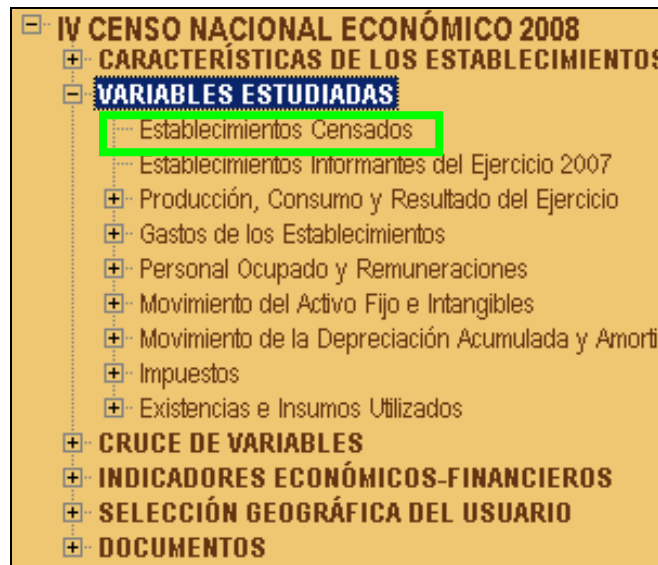 IV CENSO NACIONAL ECONÓMICO 2008
CARACTERÍSTICAS DE LOS ESTABLECIMIENTOS
VARIABLES ESTUDIADAS
Establecimientos Censados
Establecimientos Informantes del Ejercicio 2007
Producción, Consumo y Resultado del Ejercicio
Gastos de los Establecimientos
Personal Ocupado y Remuneraciones
Movimiento del Activo Fijo e Intangibles
Movimiento de la Depreciación Acumulada y Amorti
Impuestos
Existencias e Insumos Utilizados
CRUCE DE VARIABLES
INDICADORES ECONÓMICOS-FINANCIEROS
SELECCIÓN GEOGRÁFICA DEL USUARIO
DOCUMENTOS